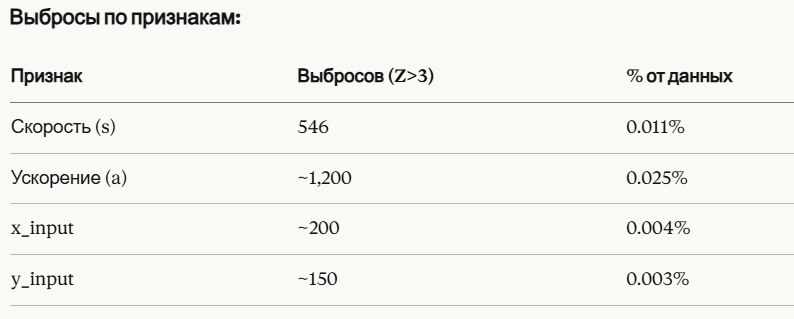 Выбросы по признакам:
Признак Выбросов (Z>3) % от данных
Скорость (s) 546 0.011%
Ускорение (a) ~1,200 0.025%
x_input ~200 0.004%
y_input ~150 0.003%